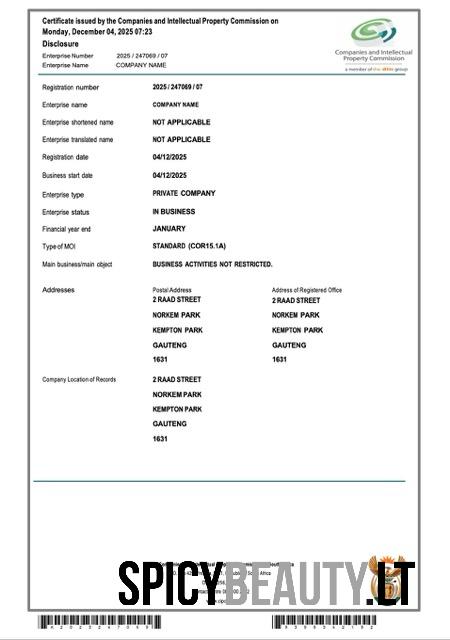 Certificate issued by the Companies and Intellectual Property Commission on
Monday, December 04, 2025 07:23
Disclosure
Enterprise Number 2025 / 247069 / 07
Enterprise Name COMPANY NAME
Companies and Intellectual
Property Commission
a member of the dtic group
Registration number 2025 / 247069 / 07
Enterprise name COMPANY NAME
Enterprise shortened name NOT APPLICABLE
Enterprise translated name NOT APPLICABLE
Registration date 04/12/2025
Business start date 04/12/2025
Enterprise type PRIVATE COMPANY
Enterprise status IN BUSINESS
Financial year end JANUARY
Type of MOI STANDARD (COR15.1A)
Main business/main object BUSINESS ACTIVITIES NOT RESTRICTED.
Addresses Postal Address Address of Registered Office
2 RAAD STREET 2 RAAD STREET
NORKEM PARK NORKEM PARK
KEMPTON PARK KEMPTON PARK
GAUTENG GAUTENG
1631 1631
Company Location of Records 2 RAAD STREET
NORKEM PARK
KEMPTON PARK
GAUTENG
1631
SPICYBEAUTY.LT